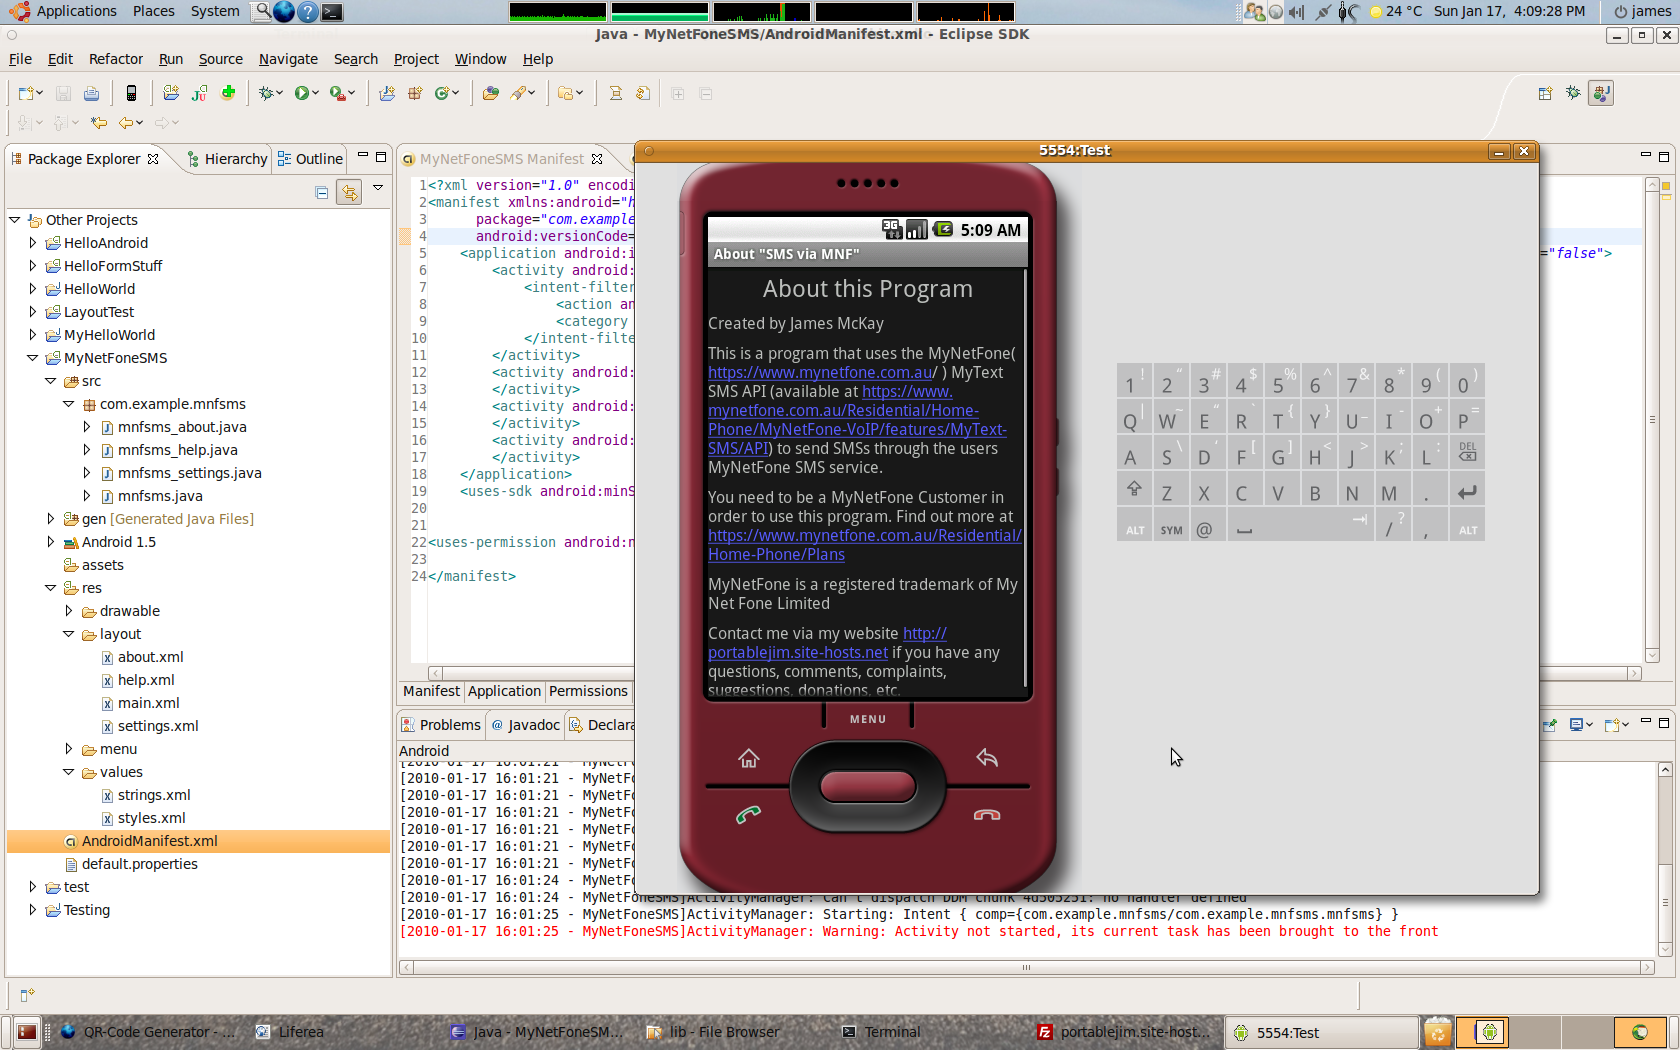 Applications Places System
24 °C Sun Jan 17, 4:09:28 PM james
Java - MyNetFoneSMS/AndroidManifest.xml - Eclipse SDK
File Edit Refactor Run Source Navigate Search Project Window Help
Package Explorer Hierarchy Outline
Other Projects
HelloAndroid
HelloFormStuff
HelloWorld
LayoutTest
MyHelloWorld
MyNetFoneSMS
src
com.example.mnfsms
mnfsms_about.java
mnfsms_help.java
mnfsms_settings.java
mnfsms.java
gen [Generated Java Files]
Android 1.5
assets
res
drawable
layout
about.xml
help.xml
main.xml
settings.xml
menu
values
strings.xml
styles.xml
AndroidManifest.xml
default.properties
test
Testing
MyNetFoneSMS Manifest
1 <?xml version="1.0" encodi
2 <manifest xmlns:android="h
3 package="com.example
4 android:versionCode=
5 <application android:i ="false">
6 <activity android:
7 <intent-filter
8 <action an
9 <category
10 </intent-filte
11 </activity>
12 <activity android:
13 </activity>
14 <activity android:
15 </activity>
16 <activity android:
17 </activity>
18 </application>
19 <uses-sdk android:minS
20
21
22 <uses-permission android:n
23
24 </manifest>
Manifest Application Permissions
Problems @ Javadoc Declara
Android
[2010-01-17 16:01:21 - MyNetFo
[2010-01-17 16:01:21 - MyNetFo
[2010-01-17 16:01:21 - MyNetFo
[2010-01-17 16:01:21 - MyNetFo
[2010-01-17 16:01:21 - MyNetFo
[2010-01-17 16:01:21 - MyNetFo
[2010-01-17 16:01:21 - MyNetFo
[2010-01-17 16:01:24 - MyNetFo
[2010-01-17 16:01:24 - MyNetFoneSMS]ActivityManager: Can't dispatch DDM chunk 4d505251: no handler defined
[2010-01-17 16:01:25 - MyNetFoneSMS]ActivityManager: Starting: Intent { comp={com.example.mnfsms/com.example.mnfsms.mnfsms} }
[2010-01-17 16:01:25 - MyNetFoneSMS]ActivityManager: Warning: Activity not started, its current task has been brought to the front
5554:Test
3G 5:09 AM
About "SMS via MNF"
About this Program
Created by James McKay
This is a program that uses the MyNetFone(
https://www.mynetfone.com.au/ ) MyText
SMS API (available at https://www.
mynetfone.com.au/Residential/Home-
Phone/MyNetFone-VoIP/features/MyText-
SMS/API) to send SMSs through the users
MyNetFone SMS service.
You need to be a MyNetFone Customer in
order to use this program. Find out more at
https://www.mynetfone.com.au/Residential/
Home-Phone/Plans
MyNetFone is a registered trademark of My
Net Fone Limited
Contact me via my website http://
portablejim.site-hosts.net if you have any
questions, comments, complaints,
suggestions, donations, etc.
MENU
1 ! 2 " 3 # 4 $ 5 % 6 ^ 7 & 8 * 9 ( 0 )
Q | W ~ E “ R ` T { Y } U _ I - O + P =
A S \ D ' F [ G ] H < J > K ; L : DEL
Z X C V B N M .
ALT SYM @ / ? , ALT
QR-Code Generator - ... Liferea Java - MyNetFoneSM... lib - File Browser Terminal portablejim.site-host... 5554:Test